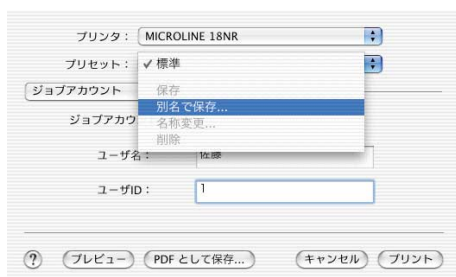 プリンタ： MICROLINE 18NR
プリセット： ✓ 標準
ジョブアカウント
保存
別名で保存...
ジョブアカウ
名称変更...
削除
ユーザ名： 佐藤
ユーザID： 1
? プレビュー PDF として保存... キャンセル プリント